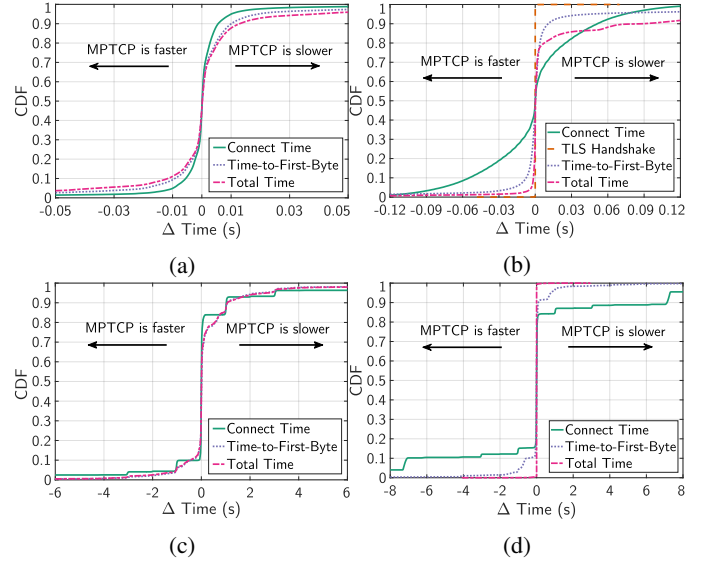 1
0.9
0.8
0.7
0.6
0.5
0.4
0.3
0.2
0.1
0
CDF
MPTCP is faster
MPTCP is slower
Connect Time
Time-to-First-Byte
Total Time
-0.05
-0.03
-0.01
0
0.01
0.03
0.05
Δ Time (s)
(a)
1
0.9
0.8
0.7
0.6
0.5
0.4
0.3
0.2
0.1
0
CDF
MPTCP is faster
MPTCP is slower
Connect Time
TLS Handshake
Time-to-First-Byte
Total Time
-0.12
-0.09
-0.06
-0.03
0
0.03
0.06
0.09
0.12
Δ Time (s)
(b)
1
0.9
0.8
0.7
0.6
0.5
0.4
0.3
0.2
0.1
0
CDF
MPTCP is faster
MPTCP is slower
Connect Time
Time-to-First-Byte
Total Time
-6
-4
-2
0
2
4
6
Δ Time (s)
(c)
1
0.9
0.8
0.7
0.6
0.5
0.4
0.3
0.2
0.1
0
CDF
MPTCP is faster
MPTCP is slower
Connect Time
Time-to-First-Byte
Total Time
-8
-6
-4
-2
0
2
4
6
8
Δ Time (s)
(d)